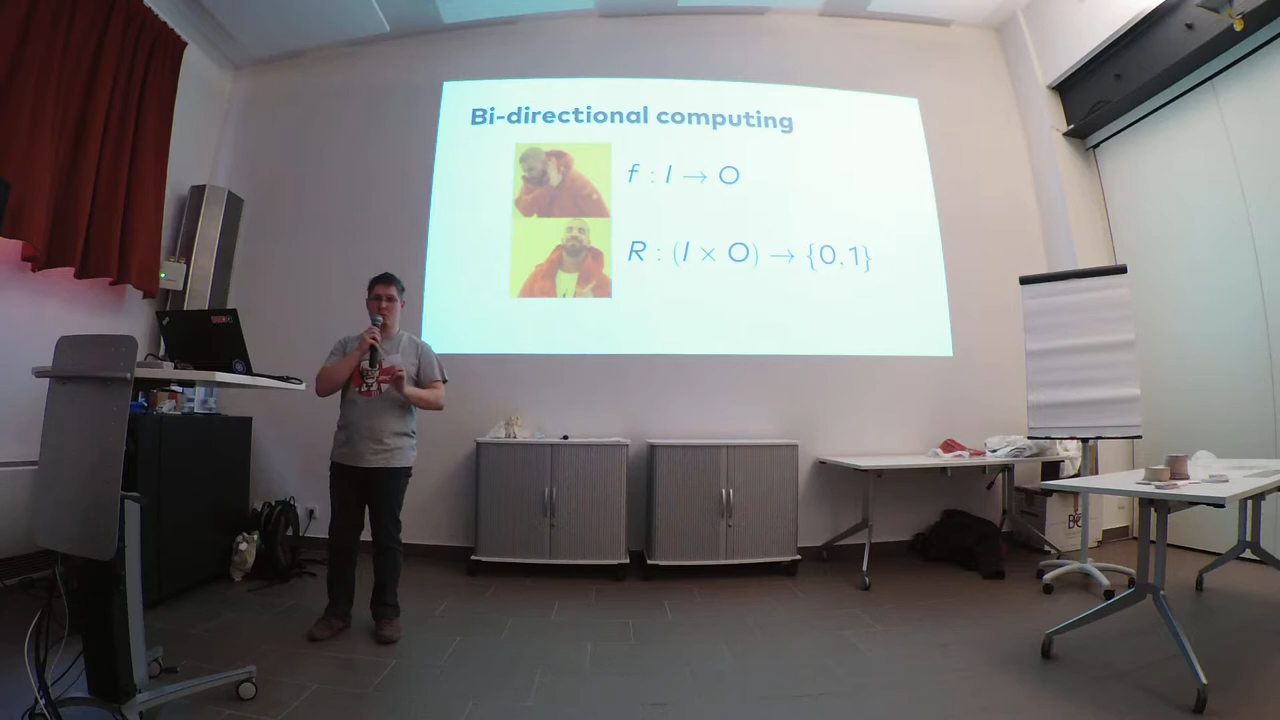 Bi-directional computing
f : I → O
R : (I × O) → {0,1}